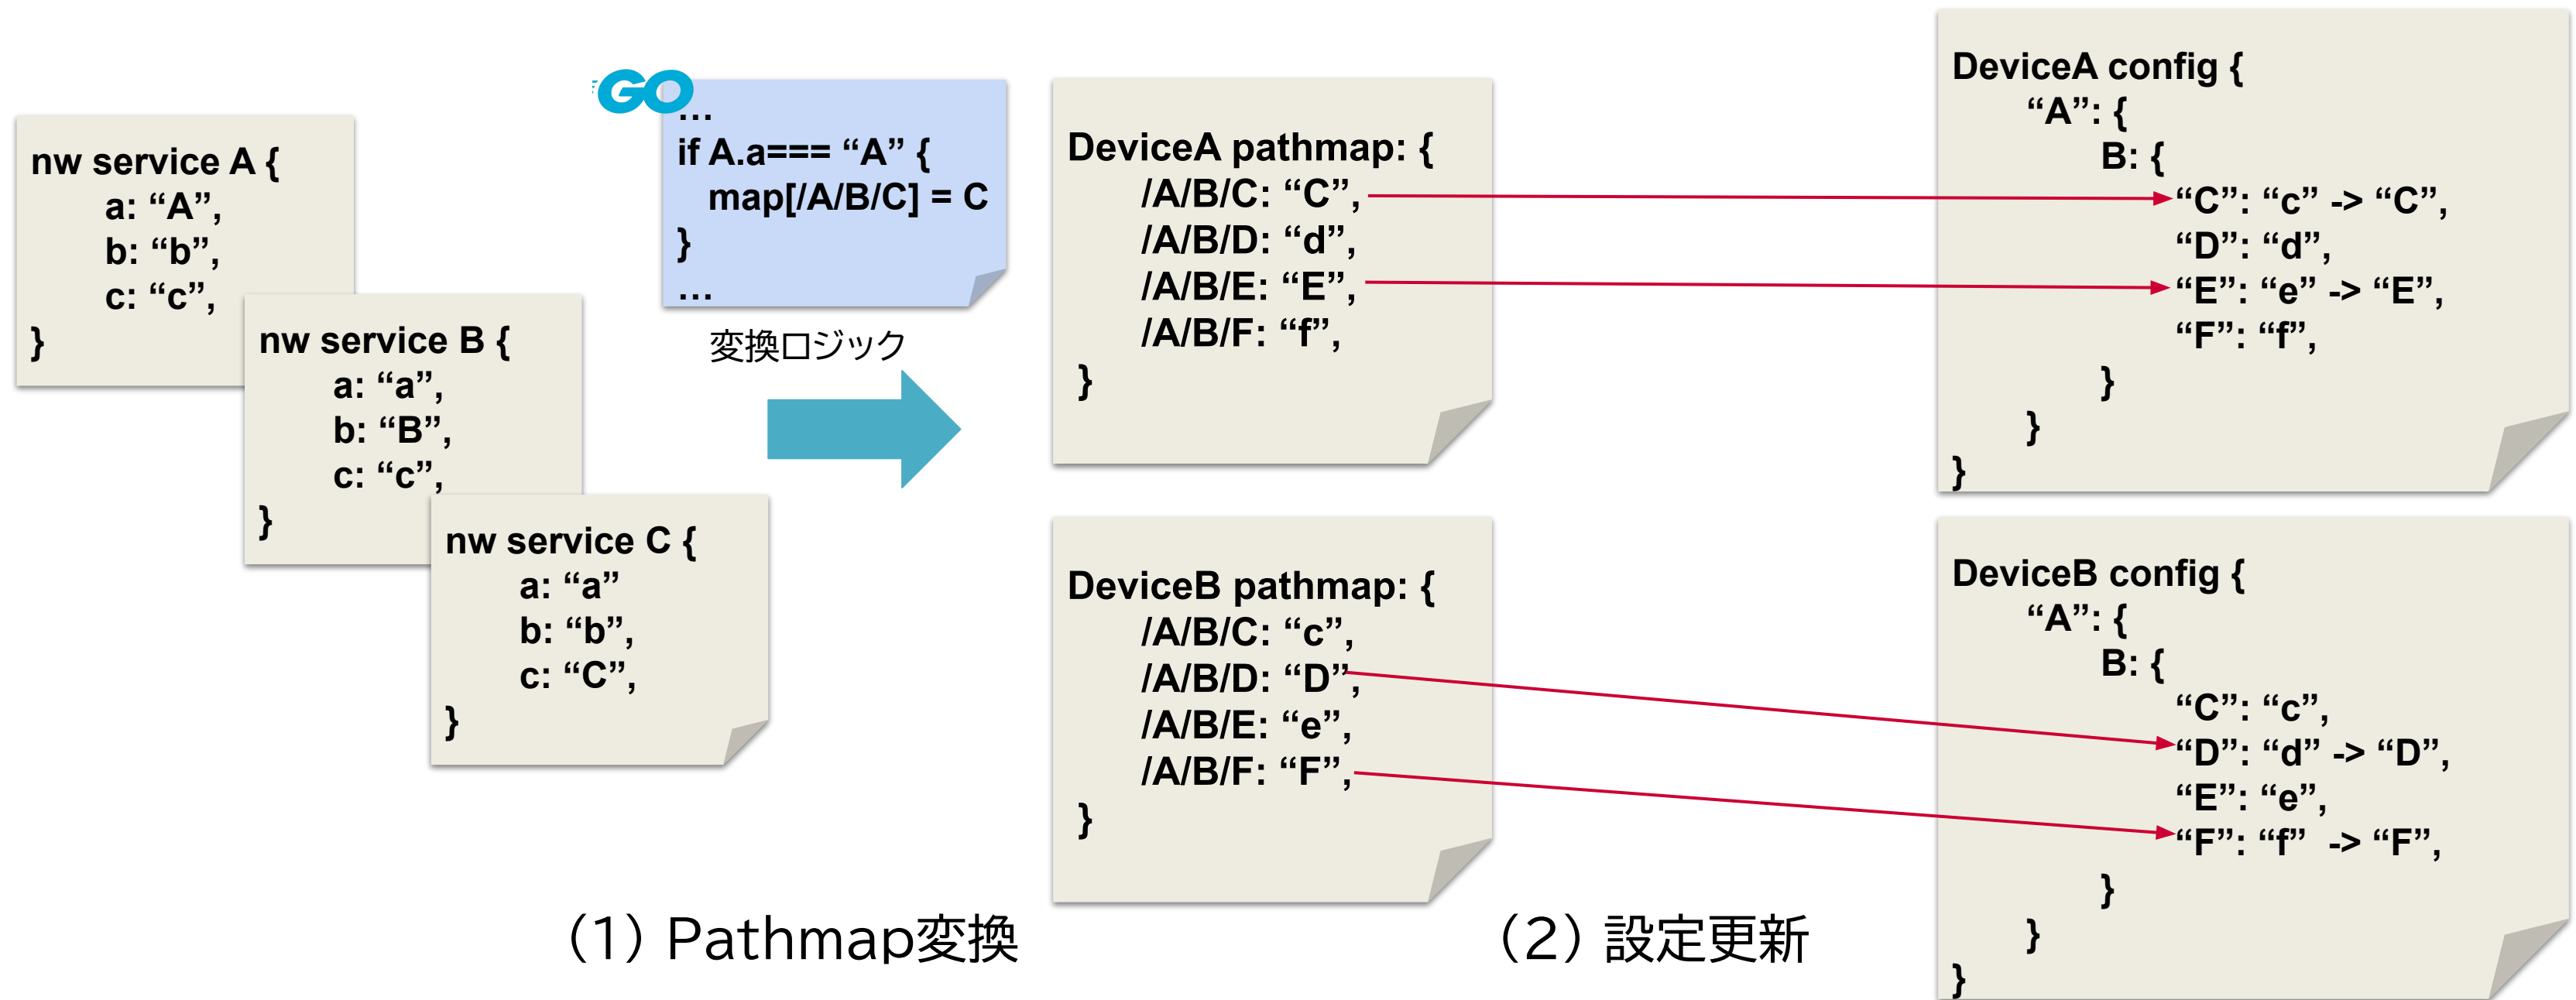 nw service A {
a: “A”,
b: “b”,
c: “c”,
}
nw service B {
a: “a”,
b: “B”,
c: “c”,
}
nw service C {
a: “a”
b: “b”,
c: “C”,
}
GO
...
if A.a=== “A” {
map[/A/B/C] = C
}
...
変換ロジック
DeviceA pathmap: {
/A/B/C: “C”,
/A/B/D: “d”,
/A/B/E: “E”,
/A/B/F: “f”,
}
DeviceB pathmap: {
/A/B/C: “c”,
/A/B/D: “D”,
/A/B/E: “e”,
/A/B/F: “F”,
}
DeviceA config {
“A”: {
B: {
“C”: “c” -> “C”,
“D”: “d”,
“E”: “e” -> “E”,
“F”: “f”,
}
}
}
DeviceB config {
“A”: {
B: {
“C”: “c”,
“D”: “d” -> “D”,
“E”: “e”,
“F”: “f” -> “F”,
}
}
}
（1）Pathmap変換
（2）設定更新